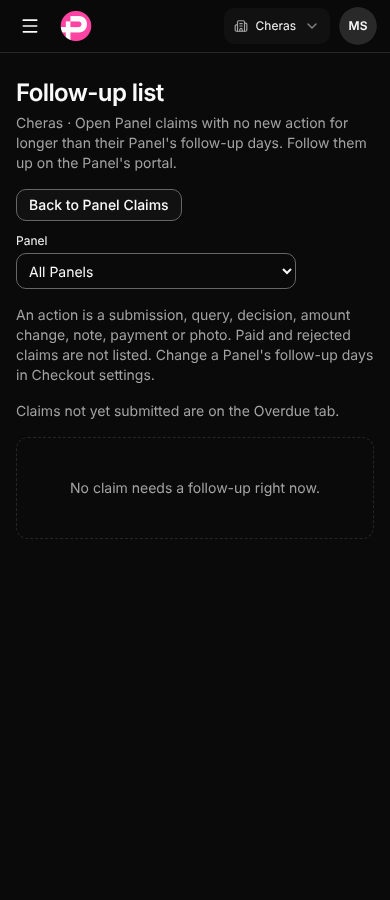 Cheras
MS
Follow-up list
Cheras · Open Panel claims with no new action for
longer than their Panel's follow-up days. Follow them
up on the Panel's portal.
Back to Panel Claims
Panel
All Panels
An action is a submission, query, decision, amount
change, note, payment or photo. Paid and rejected
claims are not listed. Change a Panel's follow-up days
in Checkout settings.
Claims not yet submitted are on the Overdue tab.
No claim needs a follow-up right now.